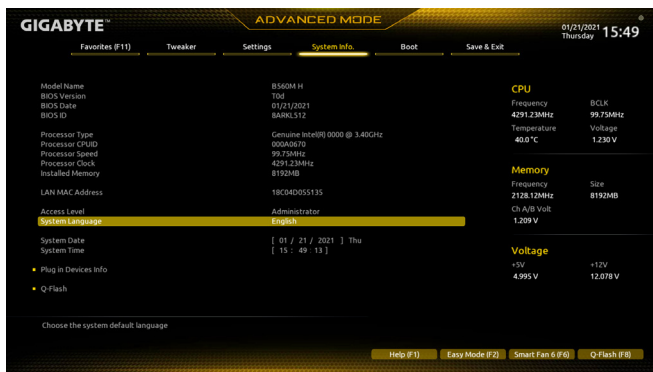 GIGABYTE™
ADVANCED MODE
01/21/2021
Thursday
15:49
Favorites (F11) Tweaker Settings System Info. Boot Save & Exit
Model Name B560M H
BIOS Version T0d
BIOS Date 01/21/2021
BIOS ID 8ARKL512
Processor Type Genuine Intel(R) 0000 @ 3.40GHz
Processor CPUID 000A0670
Processor Speed 99.75MHz
Processor Clock 4291.23MHz
Installed Memory 8192MB
LAN MAC Address 18C04D055135
Access Level Administrator
System Language English
System Date [ 01 / 21 / 2021 ] Thu
System Time [ 15 : 49 : 13 ]
Plug in Devices Info
Q-Flash
Choose the system default language
CPU
Frequency BCLK
4291.23MHz 99.75MHz
Temperature Voltage
40.0 °C 1.230 V
Memory
Frequency Size
2128.12MHz 8192MB
Ch A/B Volt
1.209 V
Voltage
+5V +12V
4.995 V 12.078 V
Help (F1) Easy Mode (F2) Smart Fan 6 (F6) Q-Flash (F8)